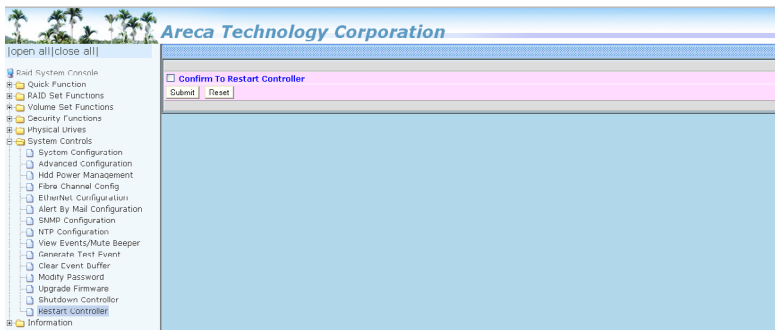 Areca Technology Corporation
|open all|close all|
Raid System Console
Quick Function
RAID Set Functions
Volume Set Functions
Security Functions
Physical Drives
System Controls
System Configuration
Advanced Configuration
Hdd Power Management
Fibre Channel Config
EtherNet Configuration
Alert By Mail Configuration
SNMP Configuration
NTP Configuration
View Events/Mute Beeper
Generate Test Event
Clear Event Buffer
Modify Password
Upgrade Firmware
Shutdown Controller
Restart Controller
Information
Confirm To Restart Controller
Submit Reset